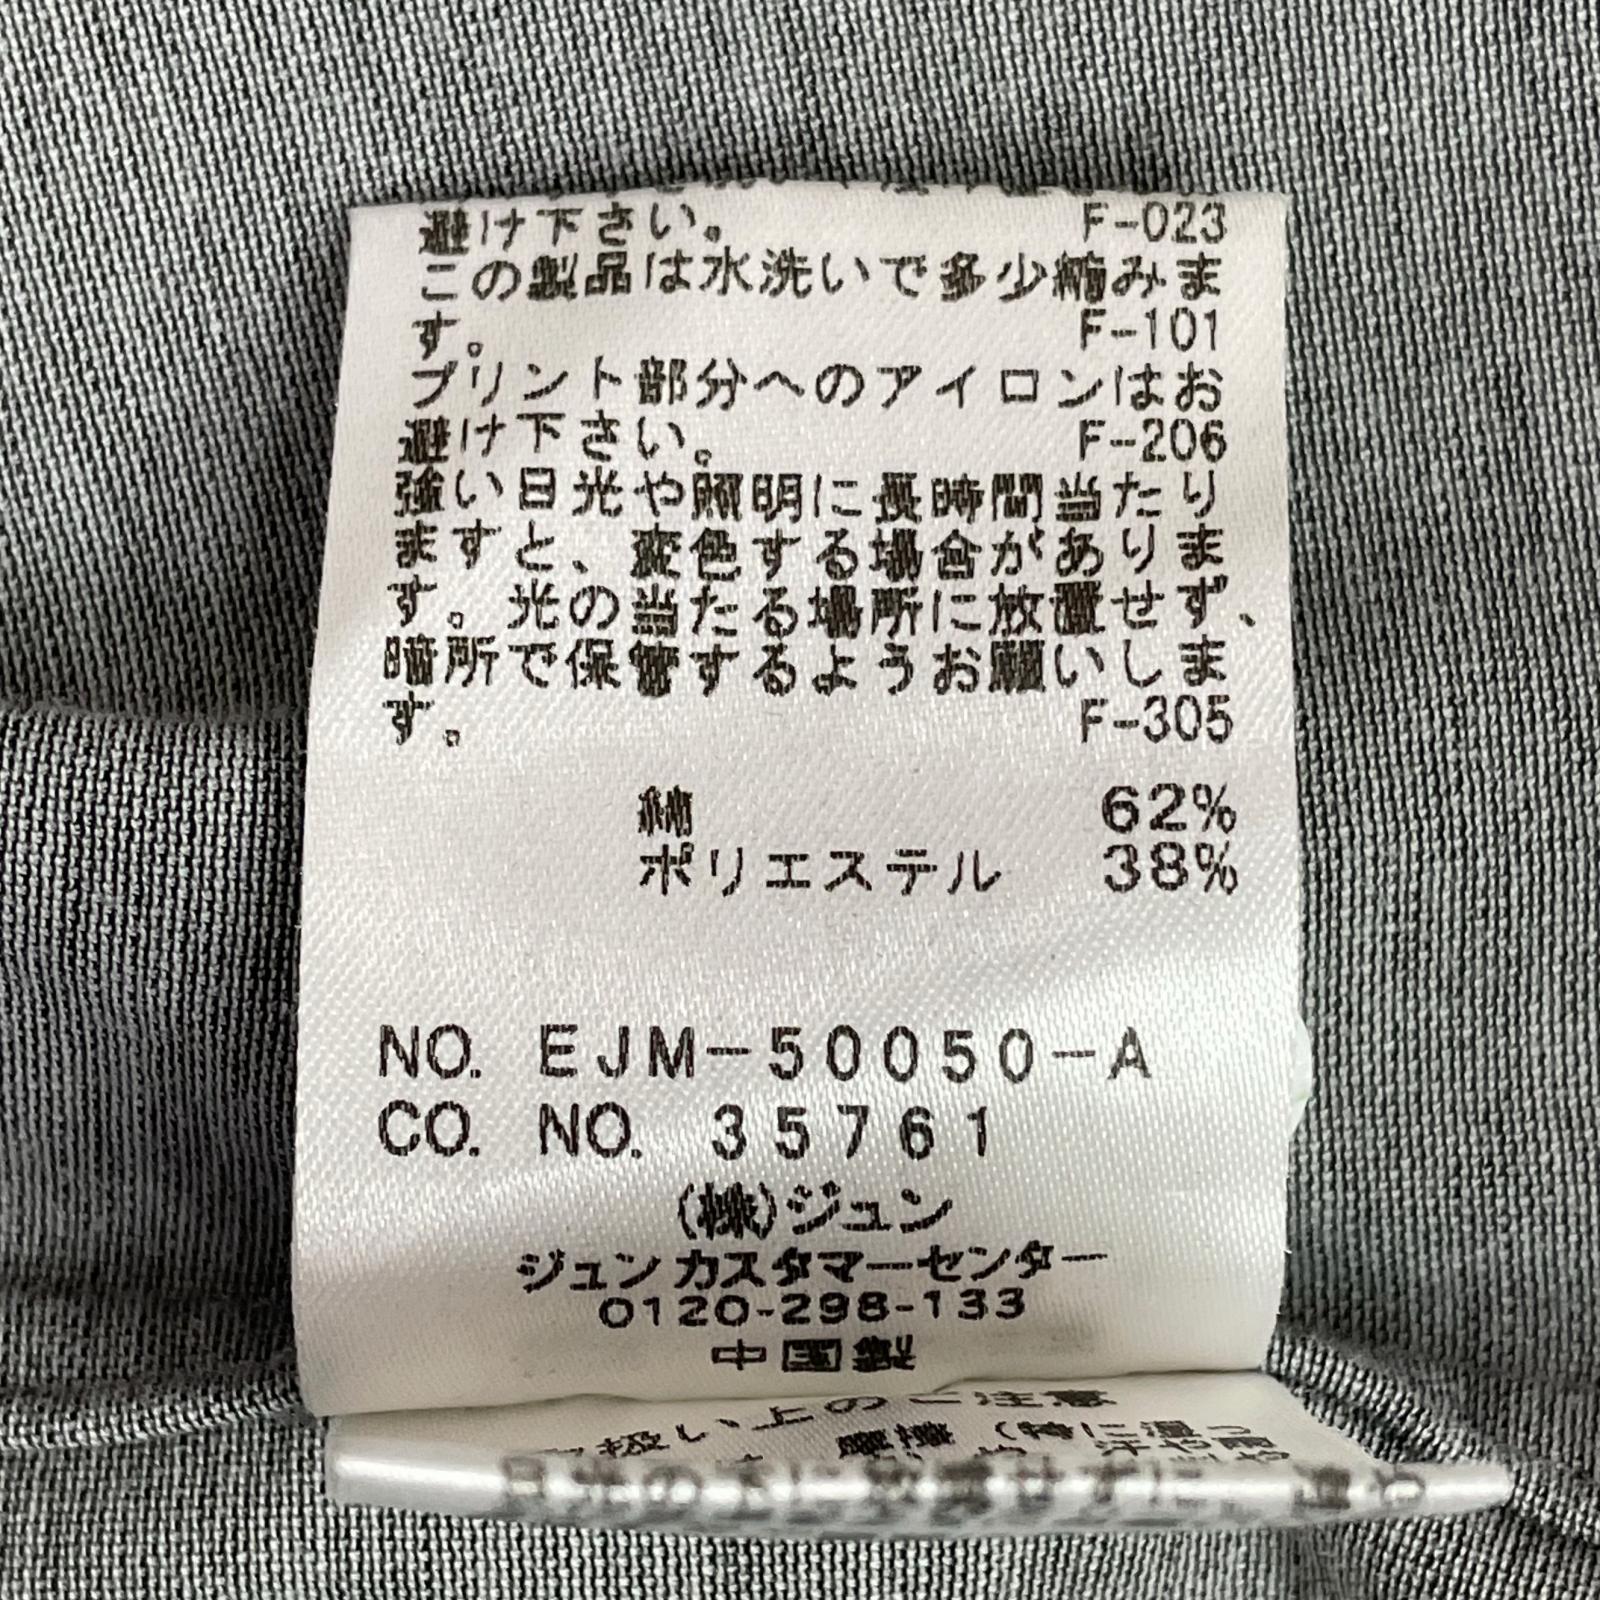 避け下さい。 F-023
この製品は水洗いで多少縮みま
す。 F-101
プリント部分へのアイロンはお
避け下さい。 F-206
強い日光や照明に長時間当たり
ますと、変色する場合がありま
す。光の当たる場所に放置せず、
暗所で保管するようお願いしま
す。 F-305
綿 62%
ポリエステル 38%
NO. EJM-50050-A
CO. NO. 35761
(株)ジュン
ジュンカスタマーセンター
0120-298-133
中国製
扱い上のご注意